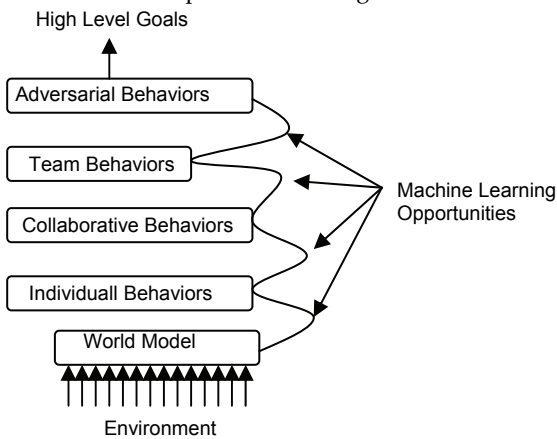 High Level Goals
Adversarial Behaviors
Team Behaviors
Machine Learning
Opportunities
Collaborative Behaviors
Individuall Behaviors
World Model
Environment